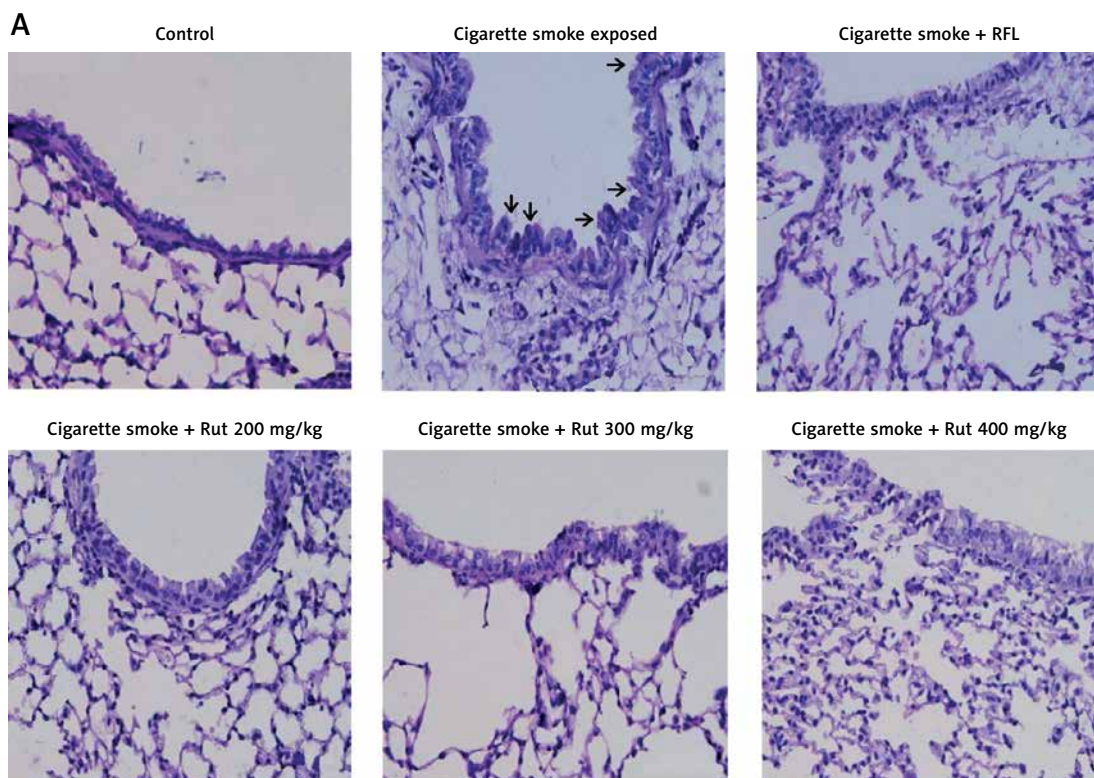 A
Control
Cigarette smoke exposed
Cigarette smoke + RFL
Cigarette smoke + Rut 200 mg/kg
Cigarette smoke + Rut 300 mg/kg
Cigarette smoke + Rut 400 mg/kg